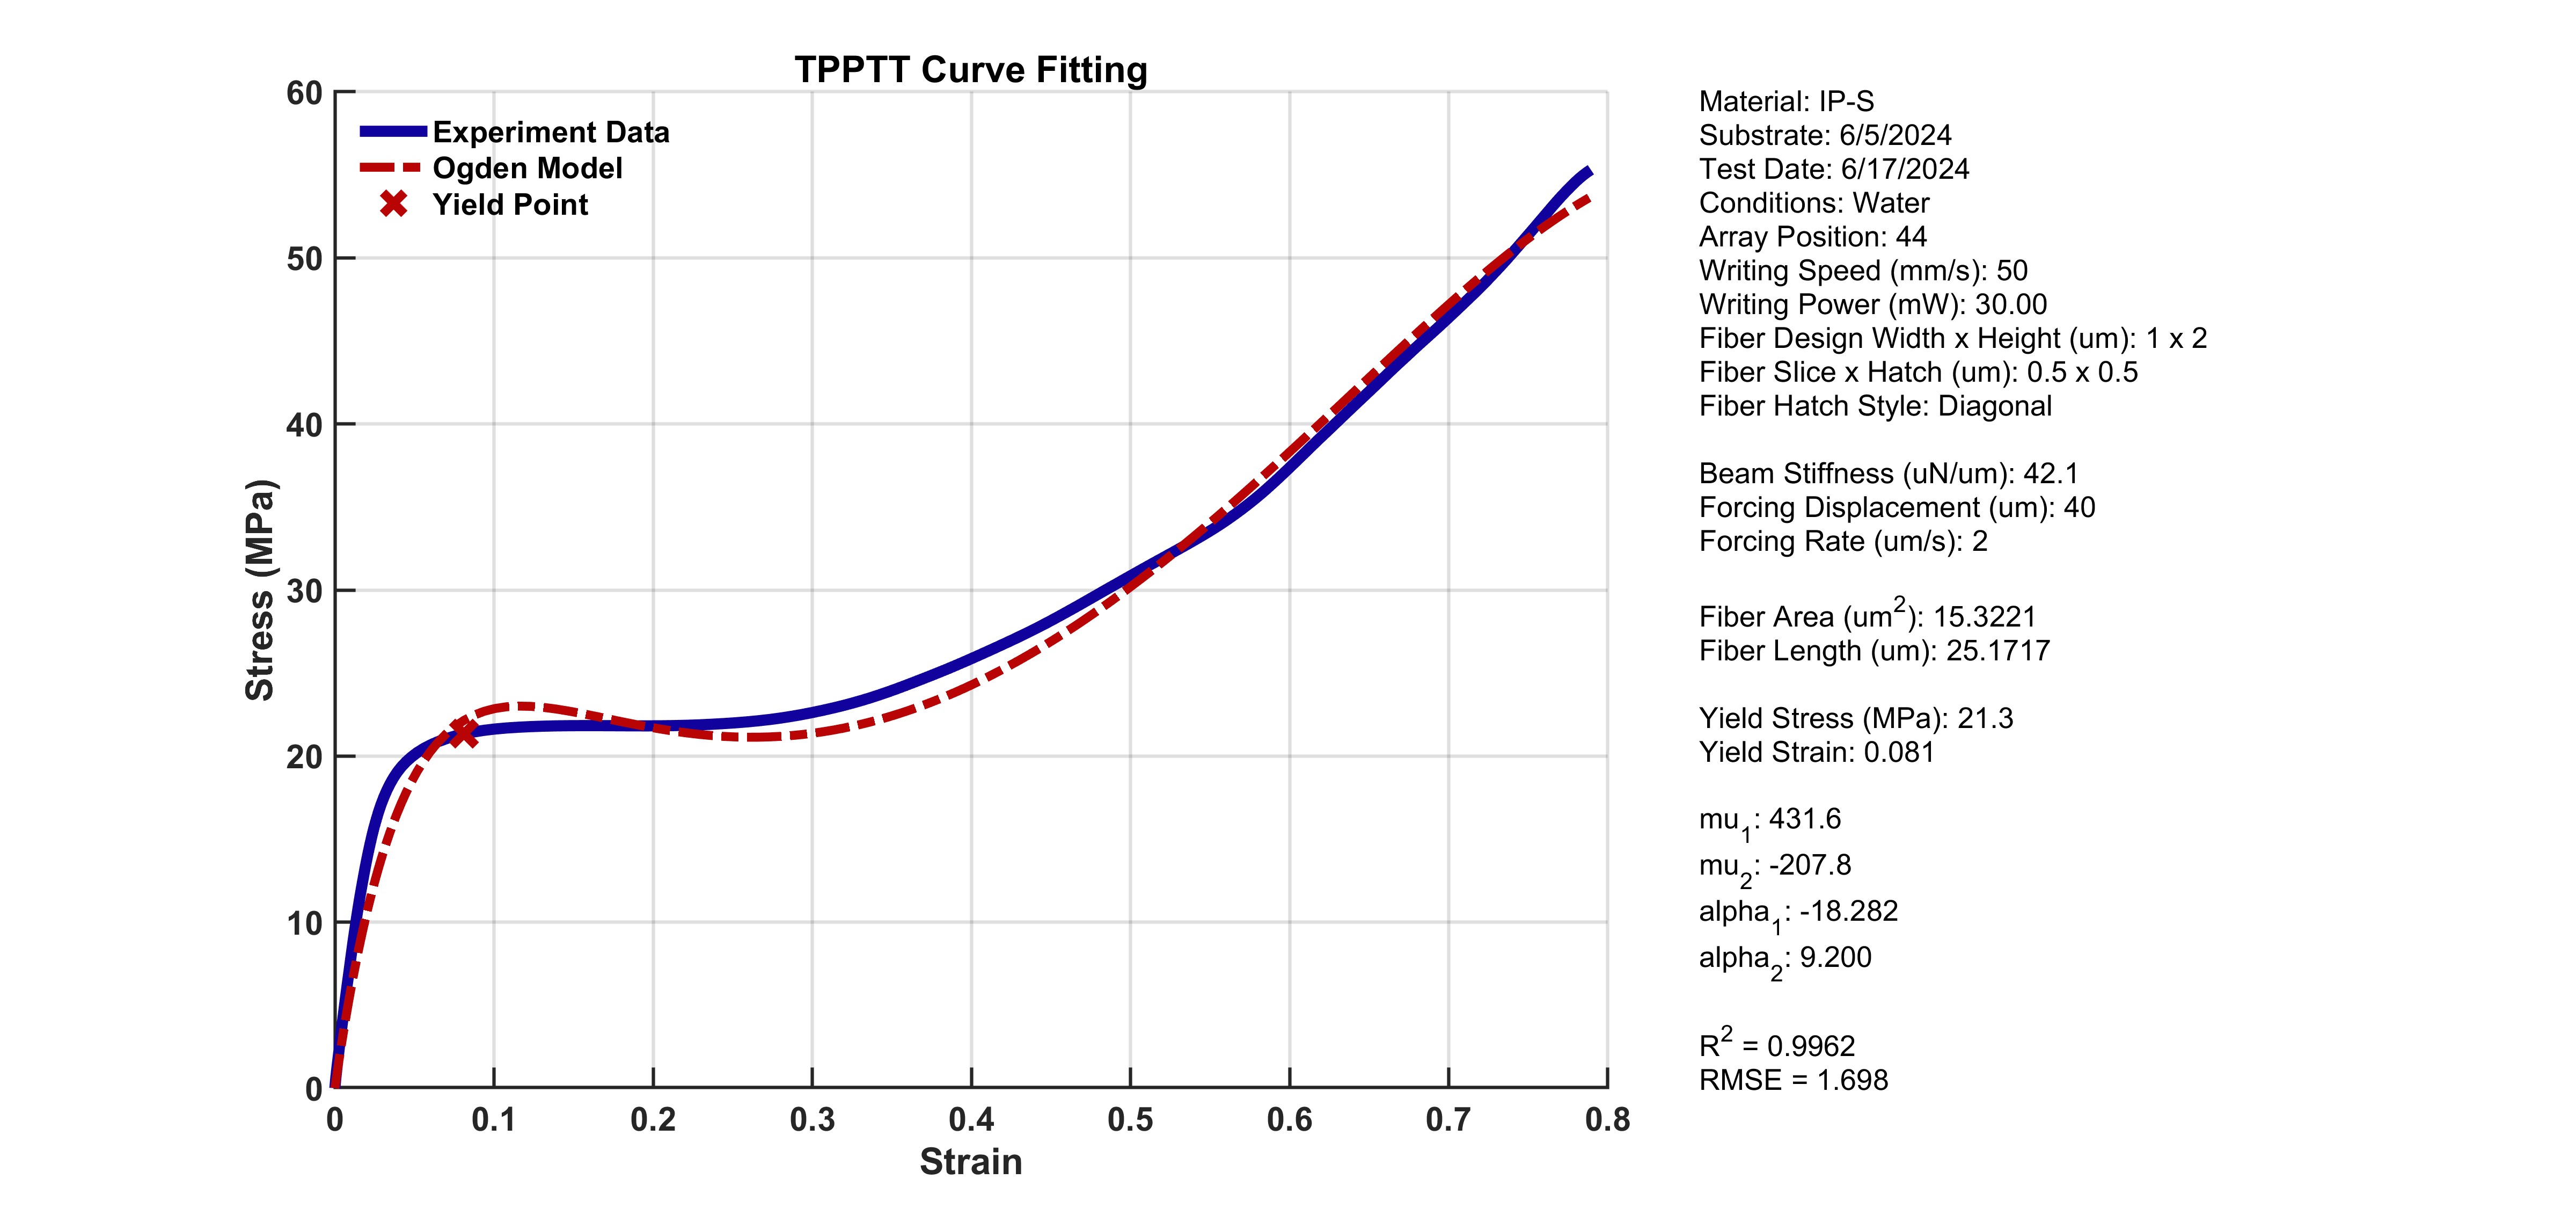 TPPTT Curve Fitting
60
50
40
30
20
10
0
Stress (MPa)
Experiment Data
Ogden Model
Yield Point
0 0.1 0.2 0.3 0.4 0.5 0.6 0.7 0.8
Strain
Material: IP-S
Substrate: 6/5/2024
Test Date: 6/17/2024
Conditions: Water
Array Position: 44
Writing Speed (mm/s): 50
Writing Power (mW): 30.00
Fiber Design Width x Height (um): 1 x 2
Fiber Slice x Hatch (um): 0.5 x 0.5
Fiber Hatch Style: Diagonal
Beam Stiffness (uN/um): 42.1
Forcing Displacement (um): 40
Forcing Rate (um/s): 2
Fiber Area (um²): 15.3221
Fiber Length (um): 25.1717
Yield Stress (MPa): 21.3
Yield Strain: 0.081
mu₁: 431.6
mu₂: -207.8
alpha₁: -18.282
alpha₂: 9.200
R² = 0.9962
RMSE = 1.698